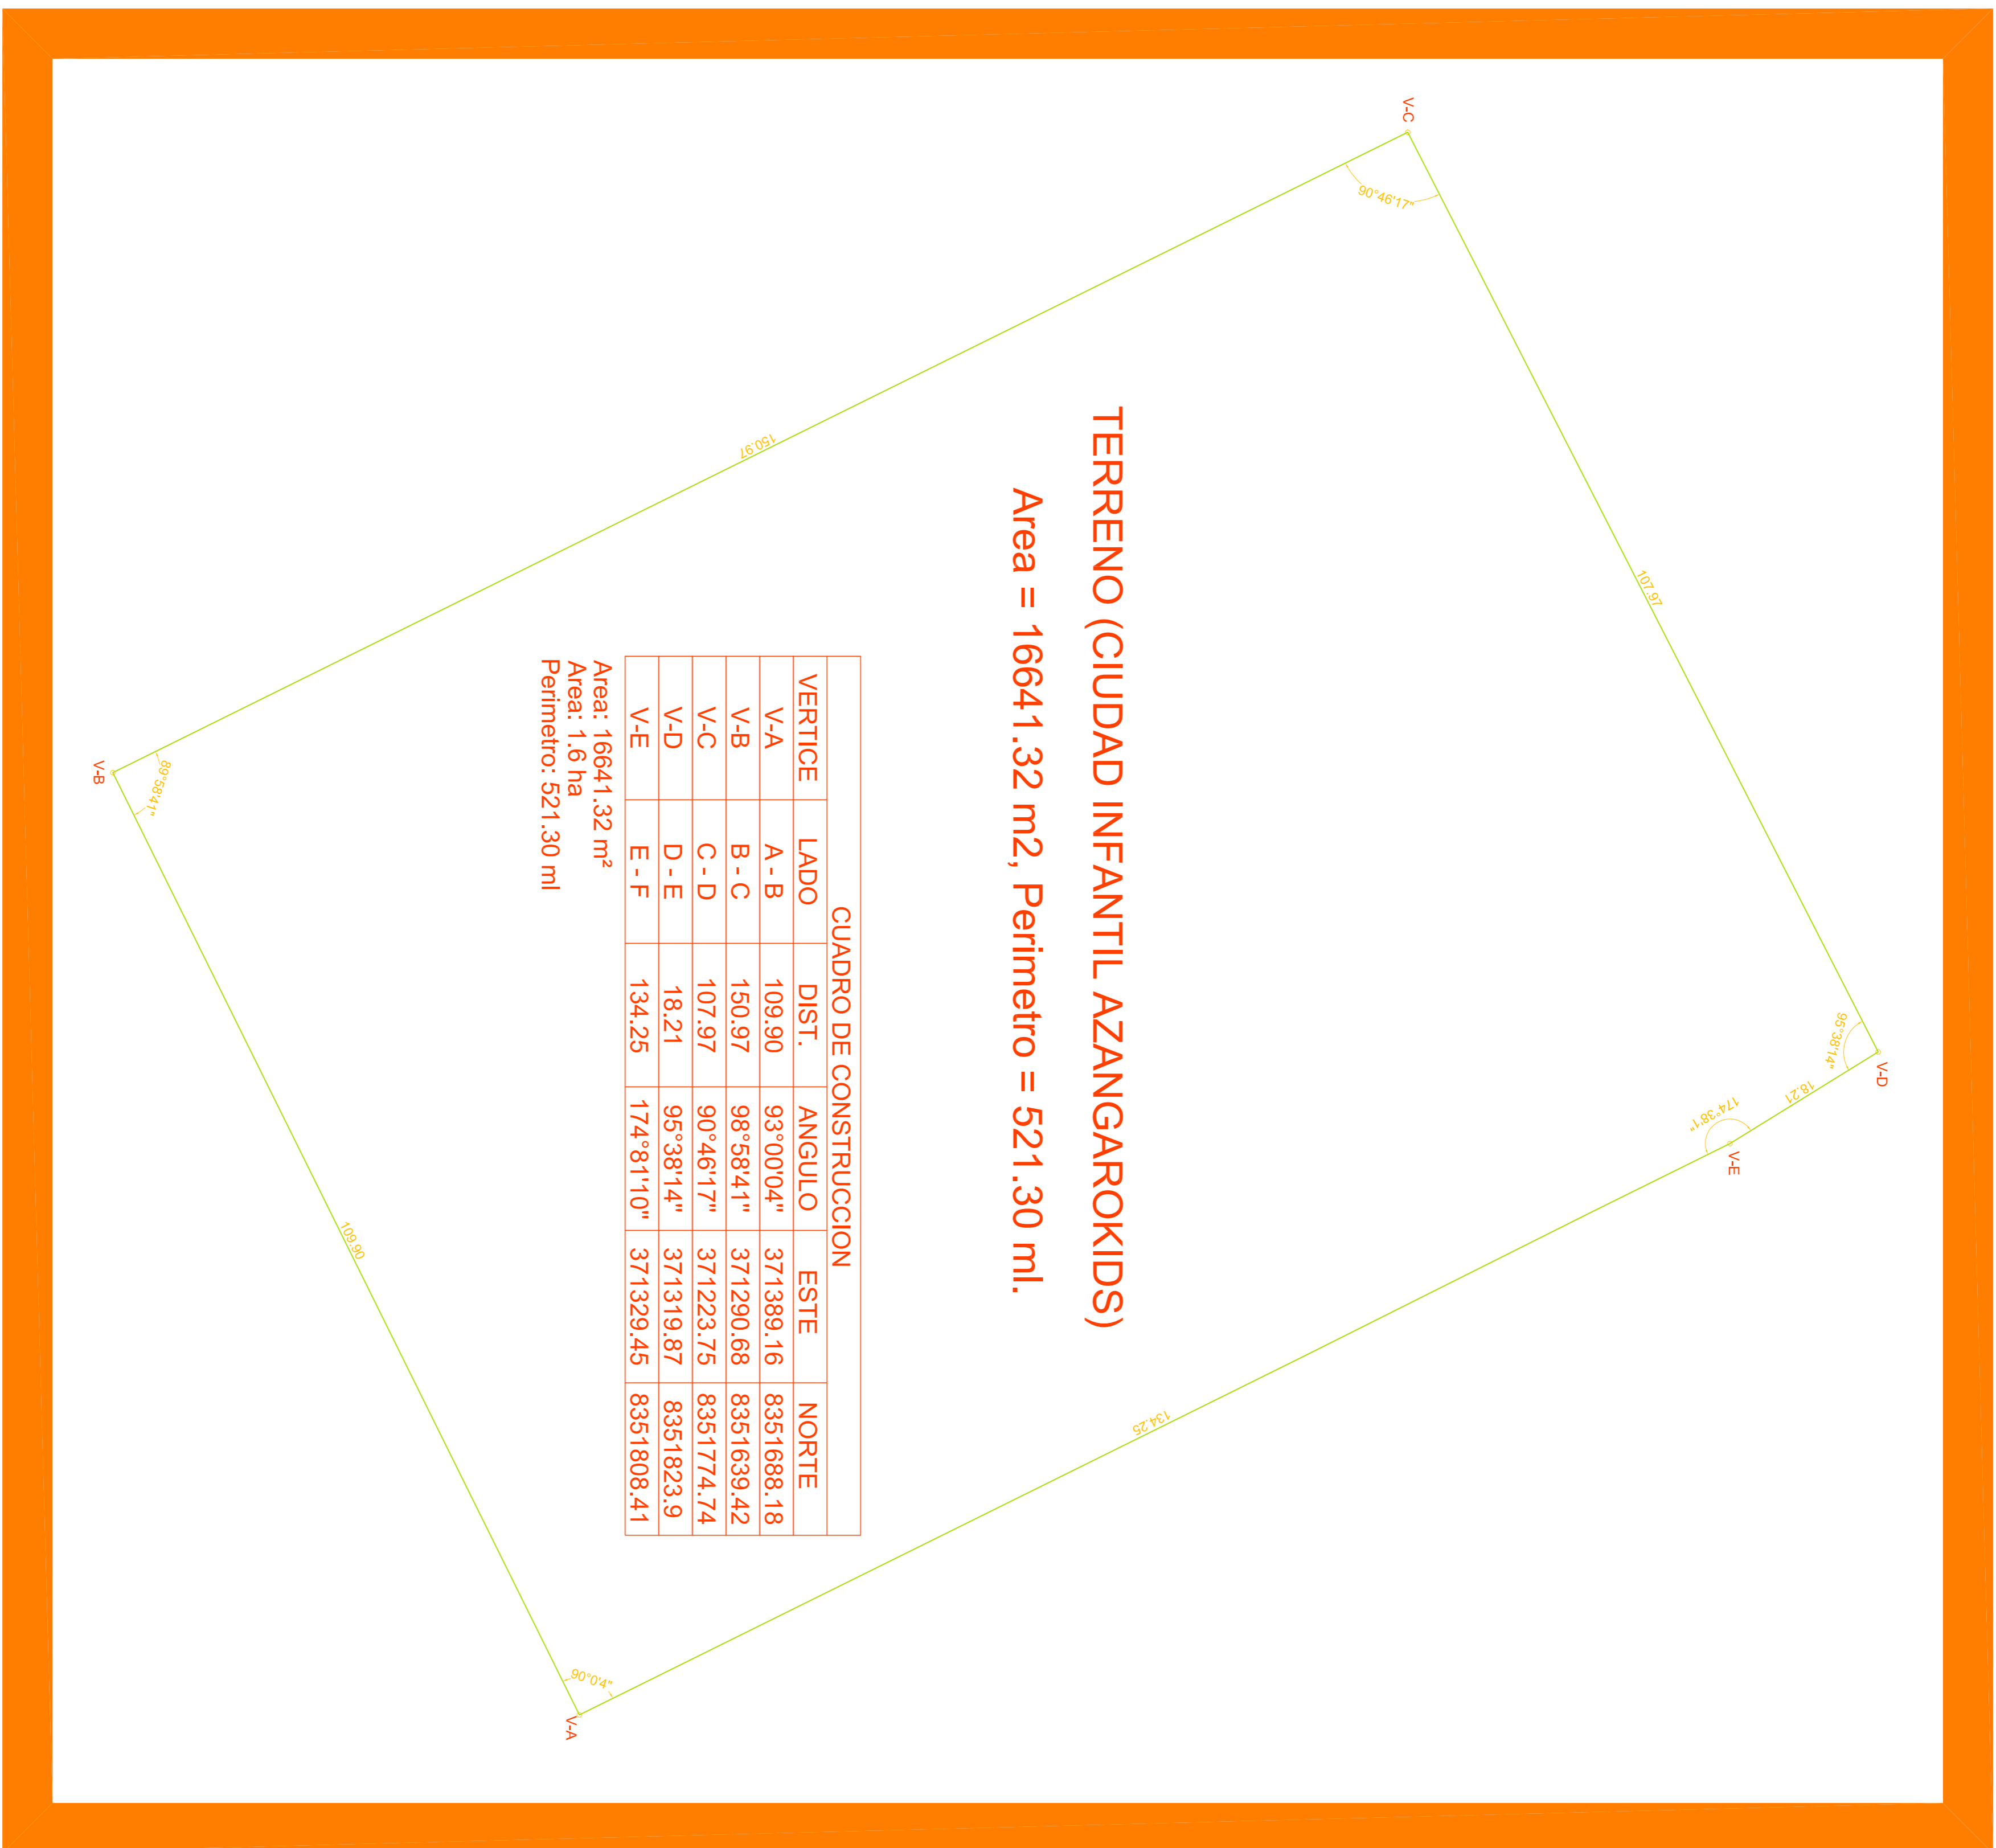 TERRENO (CIUDAD INFANTIL AZANGAROKIDS)
Area = 16641.32 m2, Perimetro = 521.30 ml.
CUADRO DE CONSTRUCCION
VERTICE LADO DIST. ANGULO ESTE NORTE
V-A A - B 109.90 93°00'04" 371389.16 8351688.18
V-B B - C 150.97 98°58'41" 371290.68 8351639.42
V-C C - D 107.97 90°46'17" 371223.75 8351774.74
V-D D - E 18.21 95°38'14" 371319.87 8351823.9
V-E E - F 134.25 174°81'10" 371329.45 8351808.41
Area: 16641.32 m²
Area: 1.6 ha
Perimetro: 521.30 ml
V-C
90°46'17"
107.97
95°38'14"
V-D
18.21
174°38'1"
V-E
134.25
V-A
90°0'4"
109.90
V-B
89°58'41"
150.97